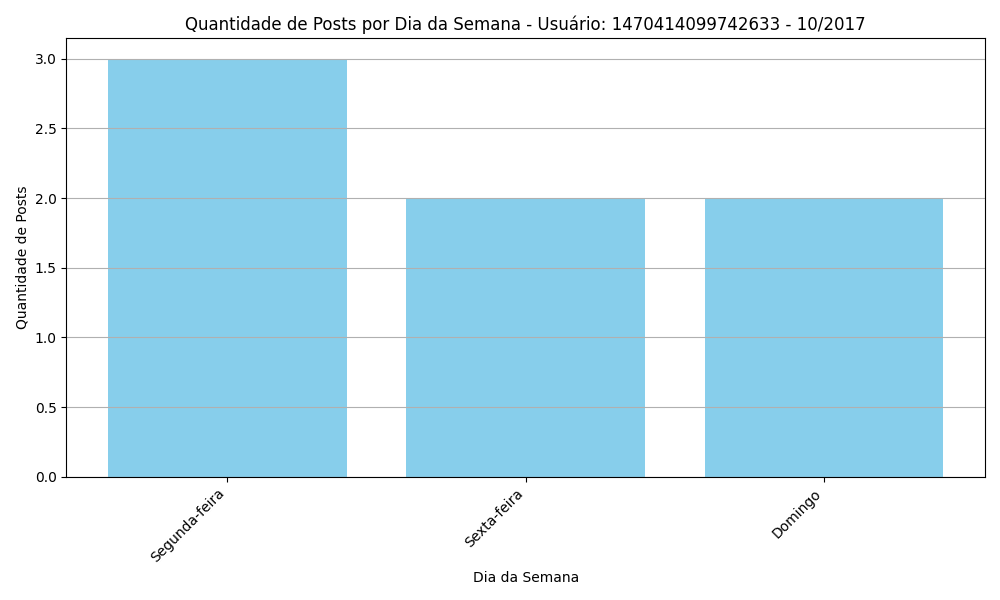 Quantidade de Posts por Dia da Semana - Usuário: 1470414099742633 - 10/2017
3.0
2.5
2.0
1.5
1.0
0.5
0.0
Quantidade de Posts
Segunda-feira
Sexta-feira
Domingo
Dia da Semana